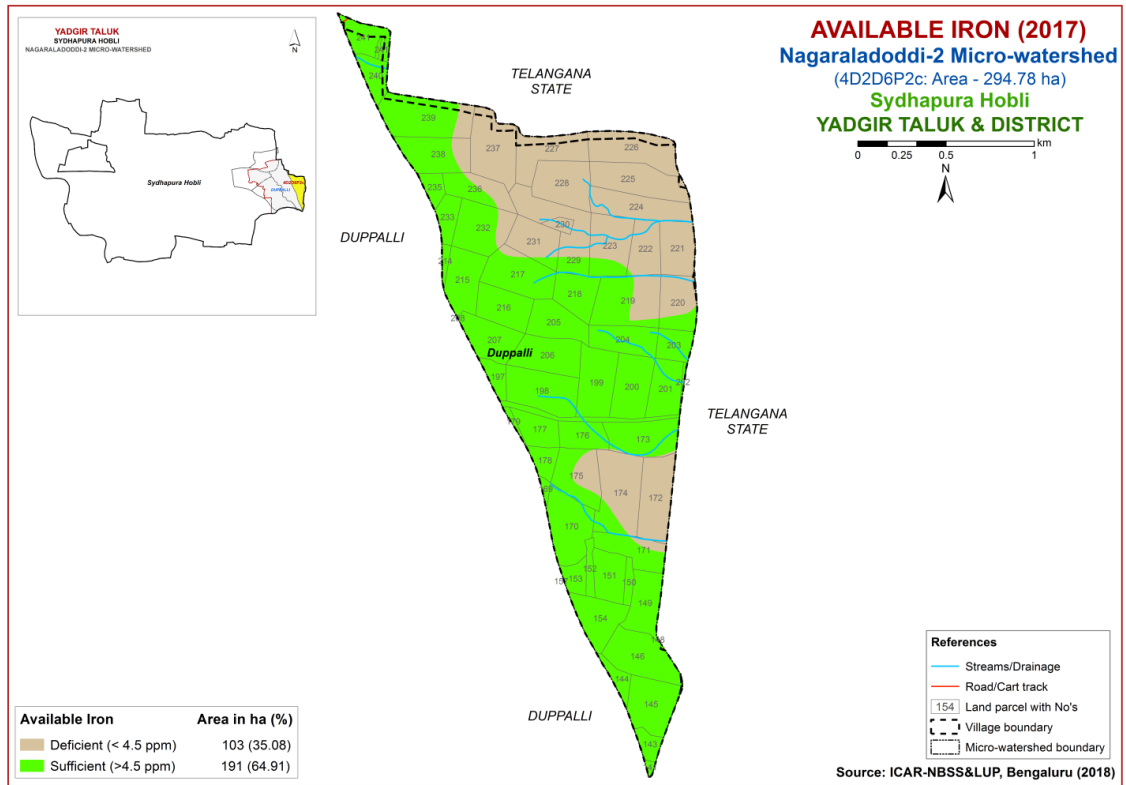 YADGIR TALUK
SYDHAPURA HOBLI
NAGARALADODDI-2 MICRO-WATERSHED
N
Sydhapura Hobli
DUPPALLI
AVAILABLE IRON (2017)
Nagaraladoddi-2 Micro-watershed
(4D2D6P2c: Area - 294.78 ha)
Sydhapura Hobli
YADGIR TALUK & DISTRICT
km
0 0.25 0.5 1
N
TELANGANA
STATE
DUPPALLI
TELANGANA
STATE
DUPPALLI
Duppalli
241
240
239
238
237
227
226
225
228
224
235
236
233
232
230
231
223
222
221
229
214
215
217
218
219
220
216
205
207
204
203
206
197
198
199
200
201
177
176
173
178
175
174
172
170
171
152
153
151
150
149
154
146
144
145
143
References
Streams/Drainage
Road/Cart track
154 Land parcel with No's
Village boundary
Micro-watershed boundary
Available Iron Area in ha (%)
Deficient (< 4.5 ppm) 103 (35.08)
Sufficient (>4.5 ppm) 191 (64.91)
Source: ICAR-NBSS&LUP, Bengaluru (2018)